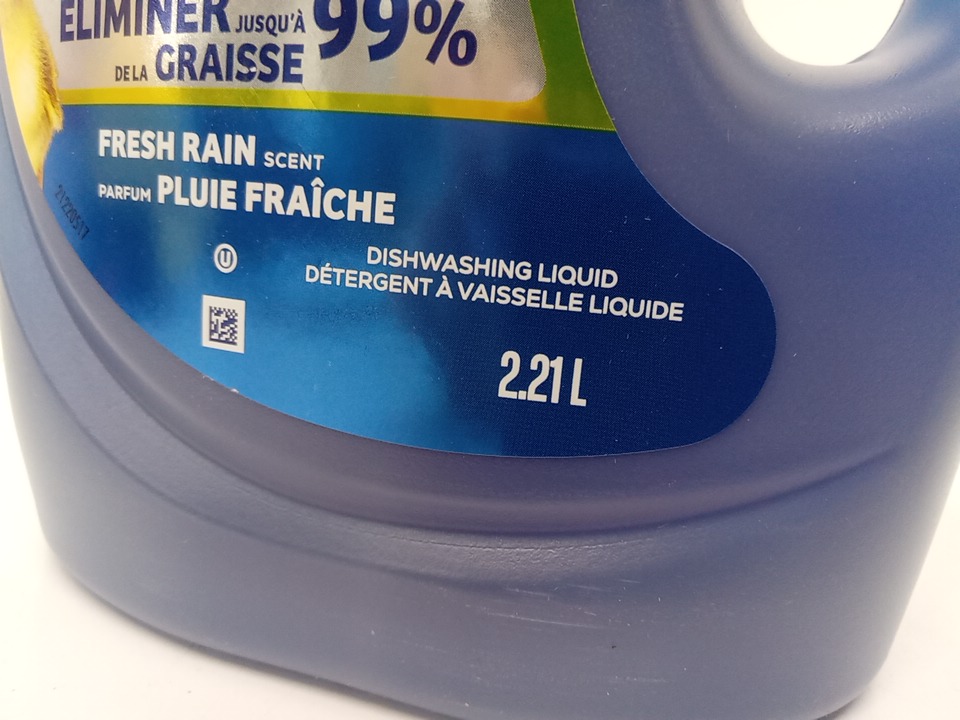 ÉLIMINER JUSQU'À 99%
DE LA GRAISSE
FRESH RAIN SCENT
PARFUM PLUIE FRAÎCHE
21220517
U
DISHWASHING LIQUID
DÉTERGENT À VAISSELLE LIQUIDE
2.21 L